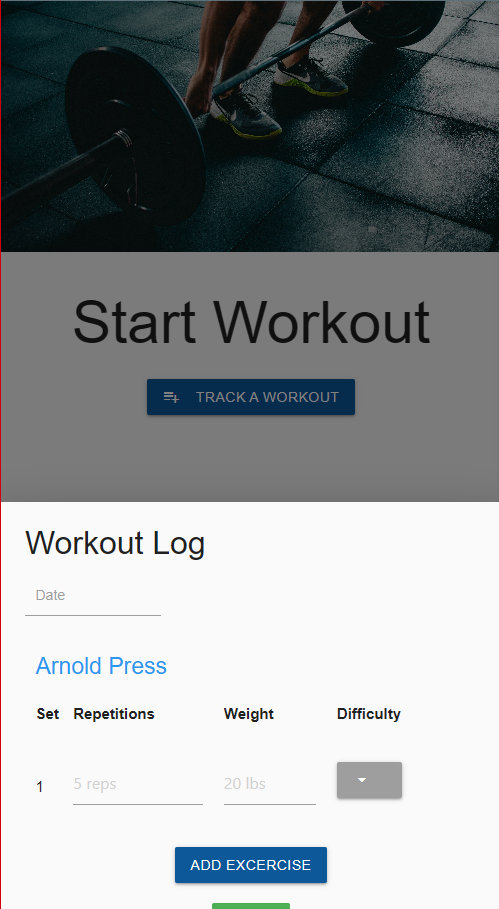 Start Workout
TRACK A WORKOUT
Workout Log
Date
Arnold Press
Set Repetitions Weight Difficulty
1 5 reps 20 lbs
ADD EXCERCISE